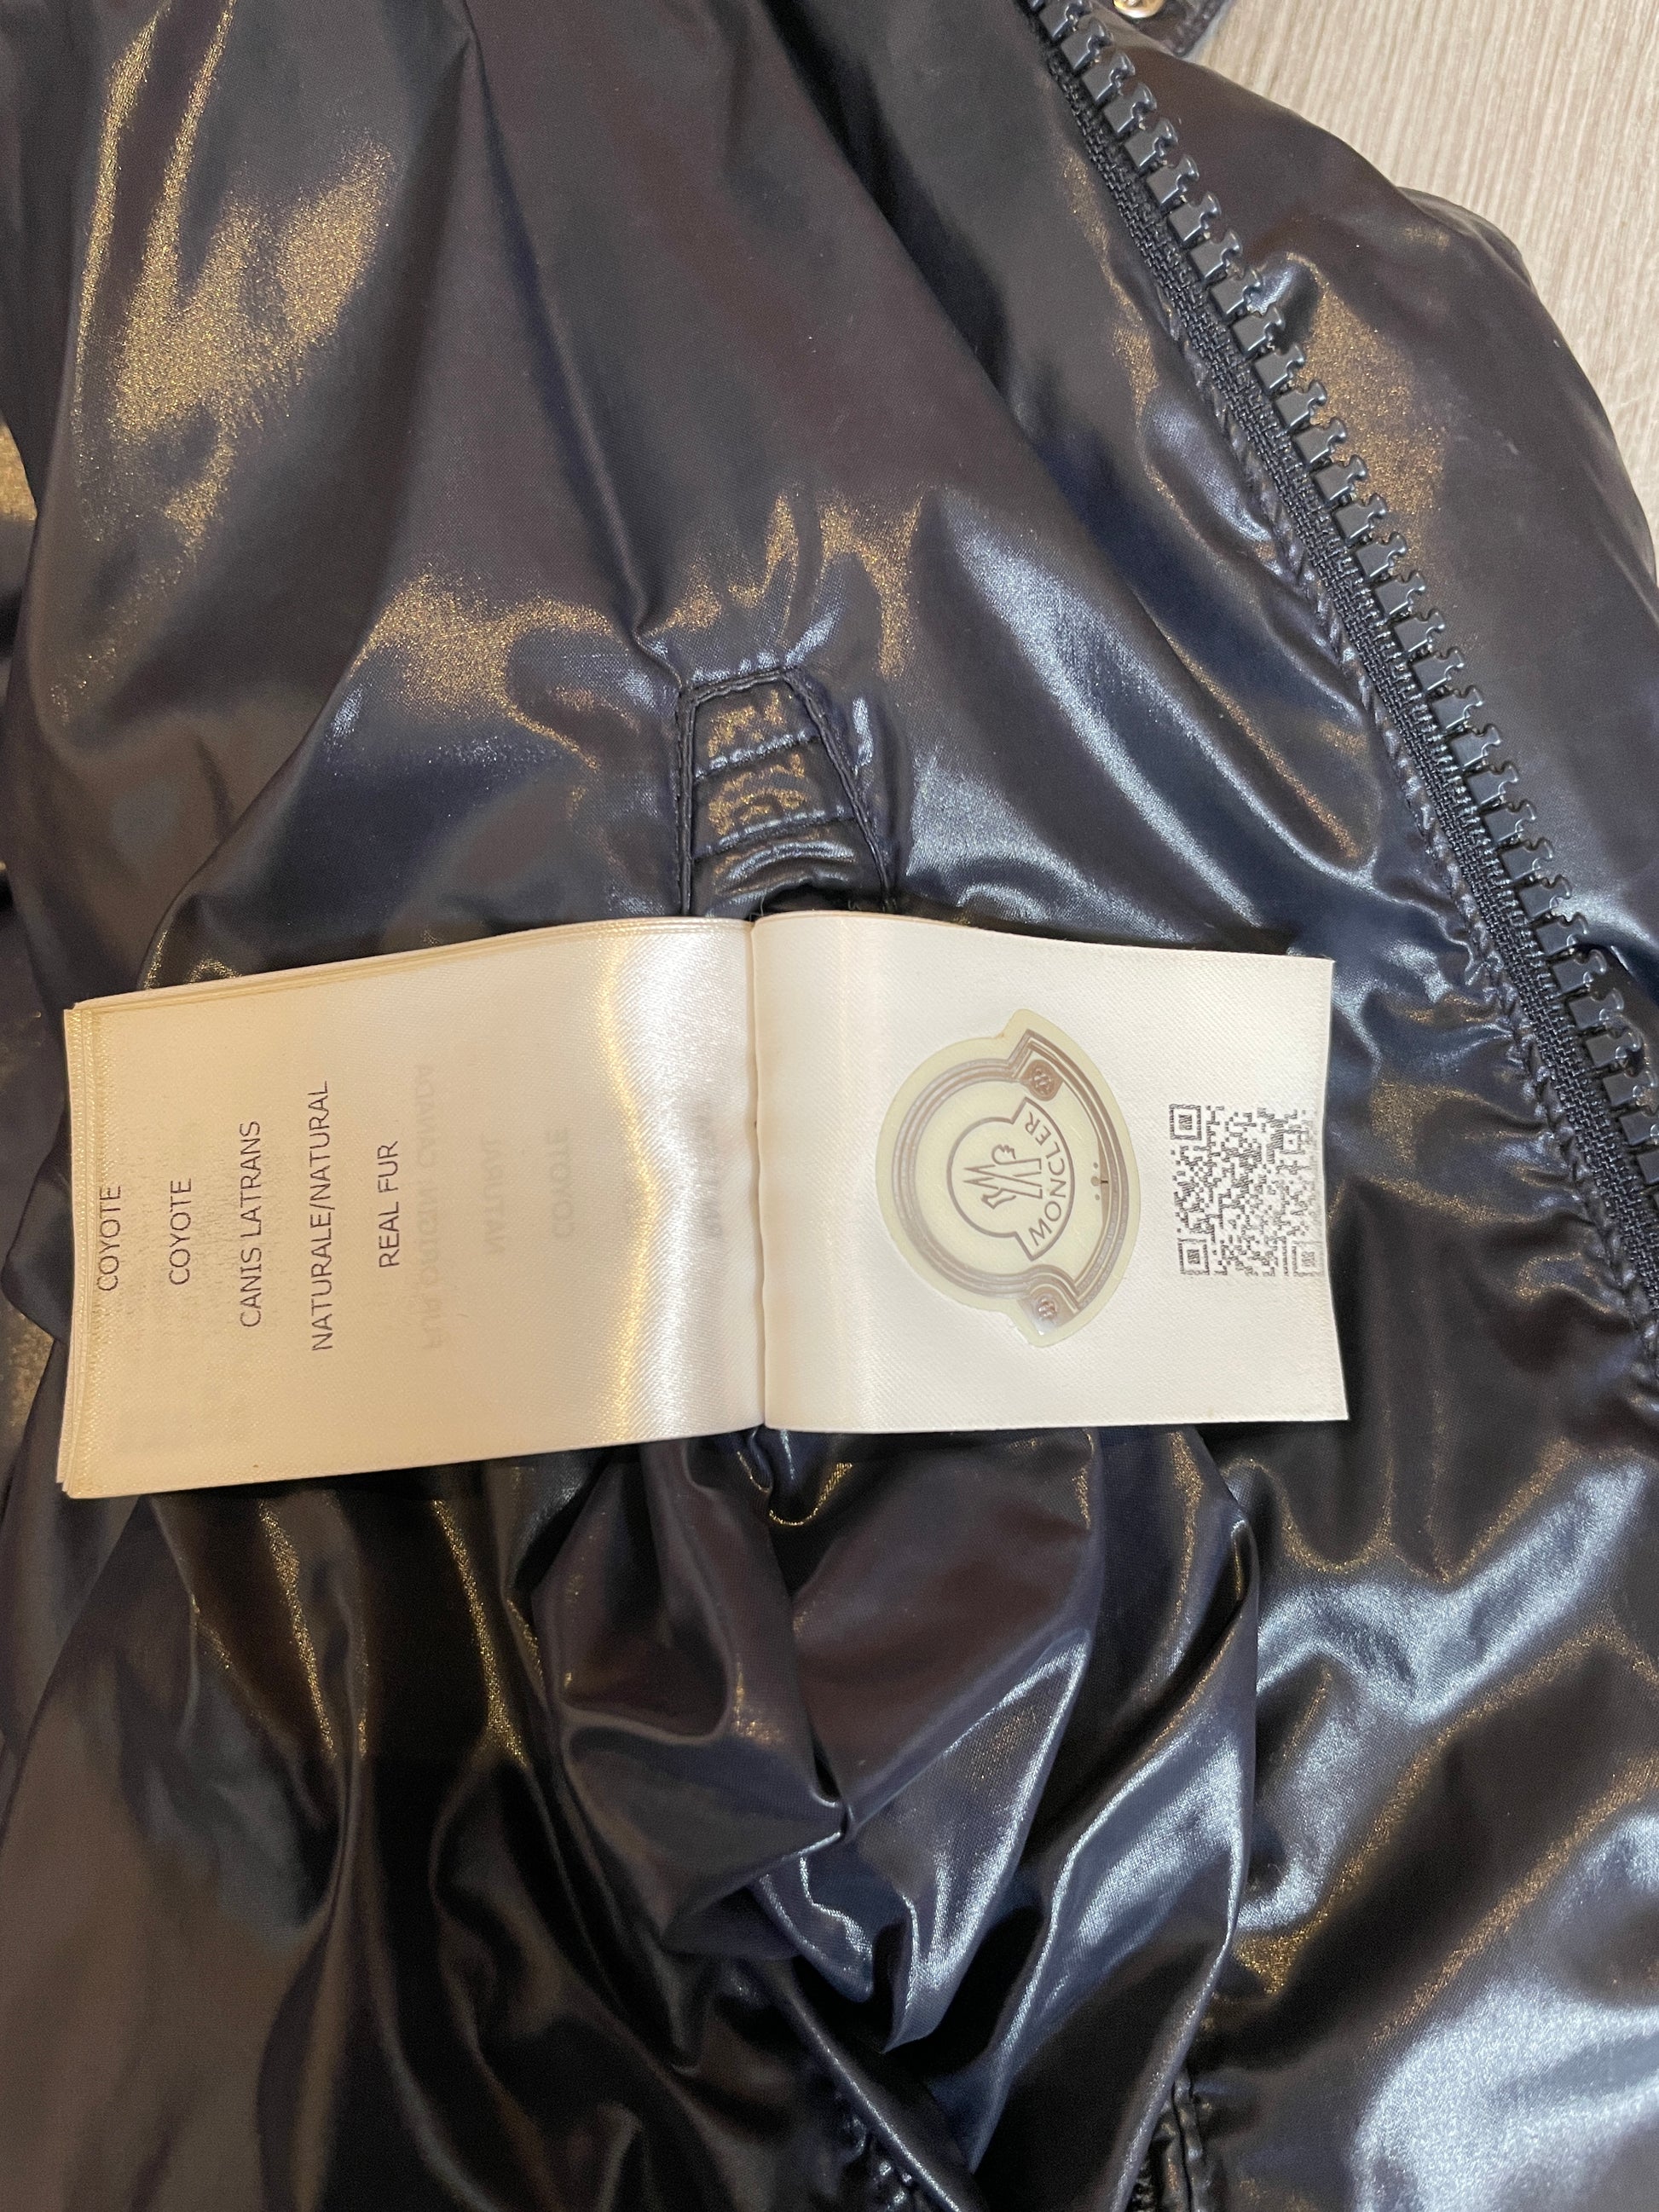 COYOTE
COYOTE
CANIS LATRANS
NATURALE/NATURAL
REAL FUR
MONCLER